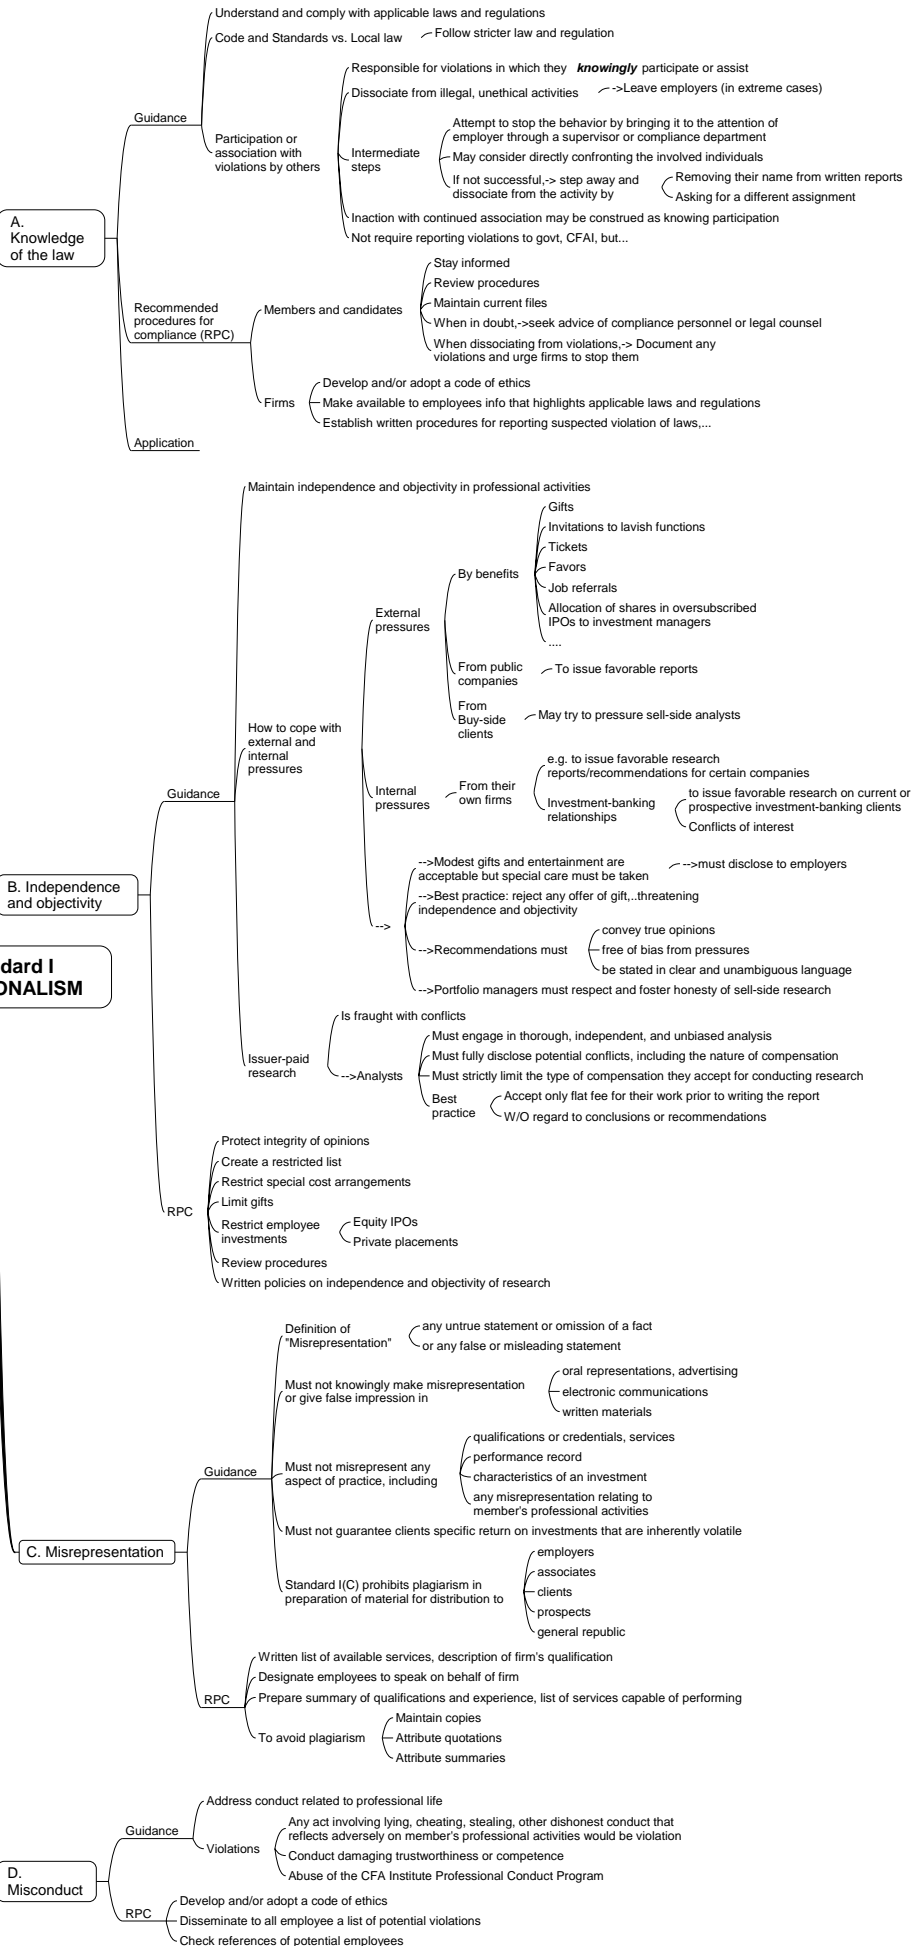 Understand and comply with applicable laws and regulations
Code and Standards vs. Local law
Follow stricter law and regulation
Responsible for violations in which they knowingly participate or assist
Dissociate from illegal, unethical activities
->Leave employers (in extreme cases)
Guidance
Participation or
association with
violations by others
Attempt to stop the behavior by bringing it to the attention of
employer through a supervisor or compliance department
Intermediate
steps
May consider directly confronting the involved individuals
If not successful,-> step away and
dissociate from the activity by
Removing their name from written reports
Asking for a different assignment
Inaction with continued association may be construed as knowing participation
Not require reporting violations to govt, CFAI, but...
A.
Knowledge
of the law
Recommended
procedures for
compliance (RPC)
Members and candidates
Stay informed
Review procedures
Maintain current files
When in doubt,->seek advice of compliance personnel or legal counsel
When dissociating from violations,-> Document any
violations and urge firms to stop them
Firms
Develop and/or adopt a code of ethics
Make available to employees info that highlights applicable laws and regulations
Establish written procedures for reporting suspected violation of laws,...
Application
Maintain independence and objectivity in professional activities
How to cope with
external and
internal
pressures
External
pressures
By benefits
Gifts
Invitations to lavish functions
Tickets
Favors
Job referrals
Allocation of shares in oversubscribed
IPOs to investment managers
....
From public
companies
To issue favorable reports
From
Buy-side
clients
May try to pressure sell-side analysts
Guidance
Internal
pressures
From their
own firms
e.g. to issue favorable research
reports/recommendations for certain companies
Investment-banking
relationships
to issue favorable research on current or
prospective investment-banking clients
Conflicts of interest
-->
-->Modest gifts and entertainment are
acceptable but special care must be taken
-->must disclose to employers
-->Best practice: reject any offer of gift,..threatening
independence and objectivity
-->Recommendations must
convey true opinions
free of bias from pressures
be stated in clear and unambiguous language
-->Portfolio managers must respect and foster honesty of sell-side research
B. Independence
and objectivity
dard I
ONALISM
Issuer-paid
research
Is fraught with conflicts
-->Analysts
Must engage in thorough, independent, and unbiased analysis
Must fully disclose potential conflicts, including the nature of compensation
Must strictly limit the type of compensation they accept for conducting research
Best
practice
Accept only flat fee for their work prior to writing the report
W/O regard to conclusions or recommendations
RPC
Protect integrity of opinions
Create a restricted list
Restrict special cost arrangements
Limit gifts
Restrict employee
investments
Equity IPOs
Private placements
Review procedures
Written policies on independence and objectivity of research
Definition of
"Misrepresentation"
any untrue statement or omission of a fact
or any false or misleading statement
Must not knowingly make misrepresentation
or give false impression in
oral representations, advertising
electronic communications
written materials
Guidance
Must not misrepresent any
aspect of practice, including
qualifications or credentials, services
performance record
characteristics of an investment
any misrepresentation relating to
member's professional activities
Must not guarantee clients specific return on investments that are inherently volatile
C. Misrepresentation
Standard I(C) prohibits plagiarism in
preparation of material for distribution to
employers
associates
clients
prospects
general republic
RPC
Written list of available services, description of firm's qualification
Designate employees to speak on behalf of firm
Prepare summary of qualifications and experience, list of services capable of performing
To avoid plagiarism
Maintain copies
Attribute quotations
Attribute summaries
Guidance
Address conduct related to professional life
Violations
Any act involving lying, cheating, stealing, other dishonest conduct that
reflects adversely on member's professional activities would be violation
Conduct damaging trustworthiness or competence
Abuse of the CFA Institute Professional Conduct Program
D.
Misconduct
RPC
Develop and/or adopt a code of ethics
Disseminate to all employee a list of potential violations
Check references of potential employees